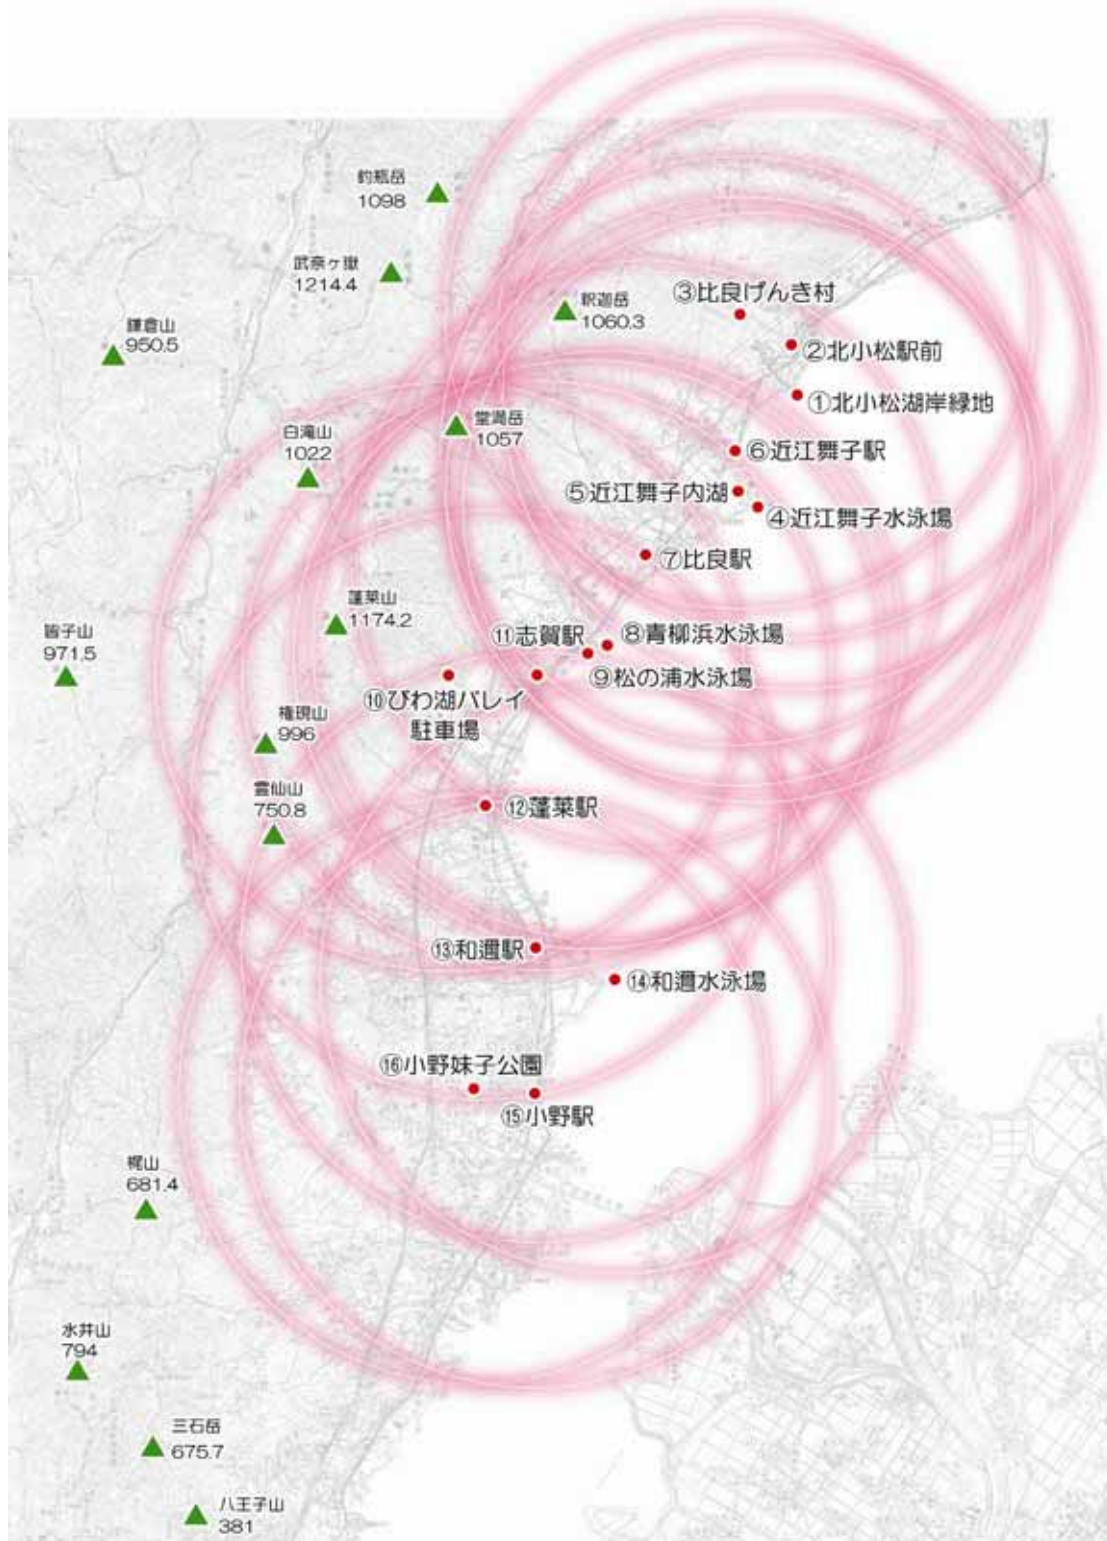 釣瓶岳
1098
武奈ヶ嶽
1214.4
釈迦岳
1060.3
③比良げんき村
鎌倉山
950.5
②北小松駅前
①北小松湖岸緑地
堂満岳
1057
白滝山
1022
⑥近江舞子駅
⑤近江舞子内湖
④近江舞子水泳場
⑦比良駅
蓬莱山
1174.2
皆子山
971.5
⑪志賀駅
⑧青柳浜水泳場
⑨松の浦水泳場
⑩びわ湖バレイ
駐車場
権現山
996
霊仙山
750.8
⑫蓬莱駅
⑬和邇駅
⑭和邇水泳場
⑯小野妹子公園
⑮小野駅
梶山
681.4
水井山
794
三石岳
675.7
八王子山
381